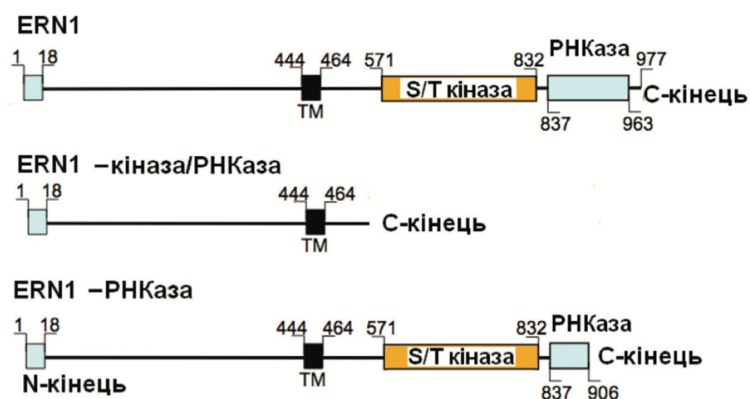 ERN1
1 18 444 464 571 832 РНКаза 977
S/T кіназа
TM 837 963 С-кінець
ERN1 –кіназа/РНКаза
1 18 444 464
TM С-кінець
ERN1 –РНКаза
1 18 444 464 571 832 РНКаза
S/T кіназа С-кінець
N-кінець TM 837 906